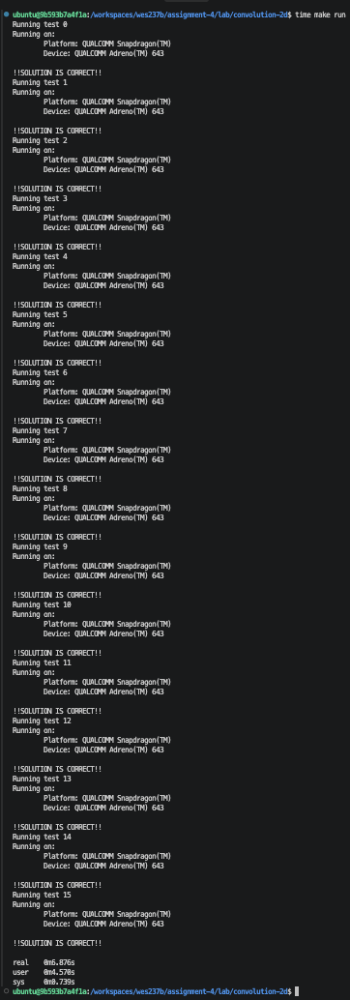 ubuntu@9b593b7a4f1a:/workspaces/wes237b/assignment-4/lab/convolution-2d$ time make run
Running test 0
Running on:
Platform: QUALCOMM Snapdragon(TM)
Device: QUALCOMM Adreno(TM) 643
!!SOLUTION IS CORRECT!!
Running test 1
Running on:
Platform: QUALCOMM Snapdragon(TM)
Device: QUALCOMM Adreno(TM) 643
!!SOLUTION IS CORRECT!!
Running test 2
Running on:
Platform: QUALCOMM Snapdragon(TM)
Device: QUALCOMM Adreno(TM) 643
!!SOLUTION IS CORRECT!!
Running test 3
Running on:
Platform: QUALCOMM Snapdragon(TM)
Device: QUALCOMM Adreno(TM) 643
!!SOLUTION IS CORRECT!!
Running test 4
Running on:
Platform: QUALCOMM Snapdragon(TM)
Device: QUALCOMM Adreno(TM) 643
!!SOLUTION IS CORRECT!!
Running test 5
Running on:
Platform: QUALCOMM Snapdragon(TM)
Device: QUALCOMM Adreno(TM) 643
!!SOLUTION IS CORRECT!!
Running test 6
Running on:
Platform: QUALCOMM Snapdragon(TM)
Device: QUALCOMM Adreno(TM) 643
!!SOLUTION IS CORRECT!!
Running test 7
Running on:
Platform: QUALCOMM Snapdragon(TM)
Device: QUALCOMM Adreno(TM) 643
!!SOLUTION IS CORRECT!!
Running test 8
Running on:
Platform: QUALCOMM Snapdragon(TM)
Device: QUALCOMM Adreno(TM) 643
!!SOLUTION IS CORRECT!!
Running test 9
Running on:
Platform: QUALCOMM Snapdragon(TM)
Device: QUALCOMM Adreno(TM) 643
!!SOLUTION IS CORRECT!!
Running test 10
Running on:
Platform: QUALCOMM Snapdragon(TM)
Device: QUALCOMM Adreno(TM) 643
!!SOLUTION IS CORRECT!!
Running test 11
Running on:
Platform: QUALCOMM Snapdragon(TM)
Device: QUALCOMM Adreno(TM) 643
!!SOLUTION IS CORRECT!!
Running test 12
Running on:
Platform: QUALCOMM Snapdragon(TM)
Device: QUALCOMM Adreno(TM) 643
!!SOLUTION IS CORRECT!!
Running test 13
Running on:
Platform: QUALCOMM Snapdragon(TM)
Device: QUALCOMM Adreno(TM) 643
!!SOLUTION IS CORRECT!!
Running test 14
Running on:
Platform: QUALCOMM Snapdragon(TM)
Device: QUALCOMM Adreno(TM) 643
!!SOLUTION IS CORRECT!!
Running test 15
Running on:
Platform: QUALCOMM Snapdragon(TM)
Device: QUALCOMM Adreno(TM) 643
!!SOLUTION IS CORRECT!!
real 0m6.876s
user 0m4.570s
sys 0m0.739s
ubuntu@9b593b7a4f1a:/workspaces/wes237b/assignment-4/lab/convolution-2d$